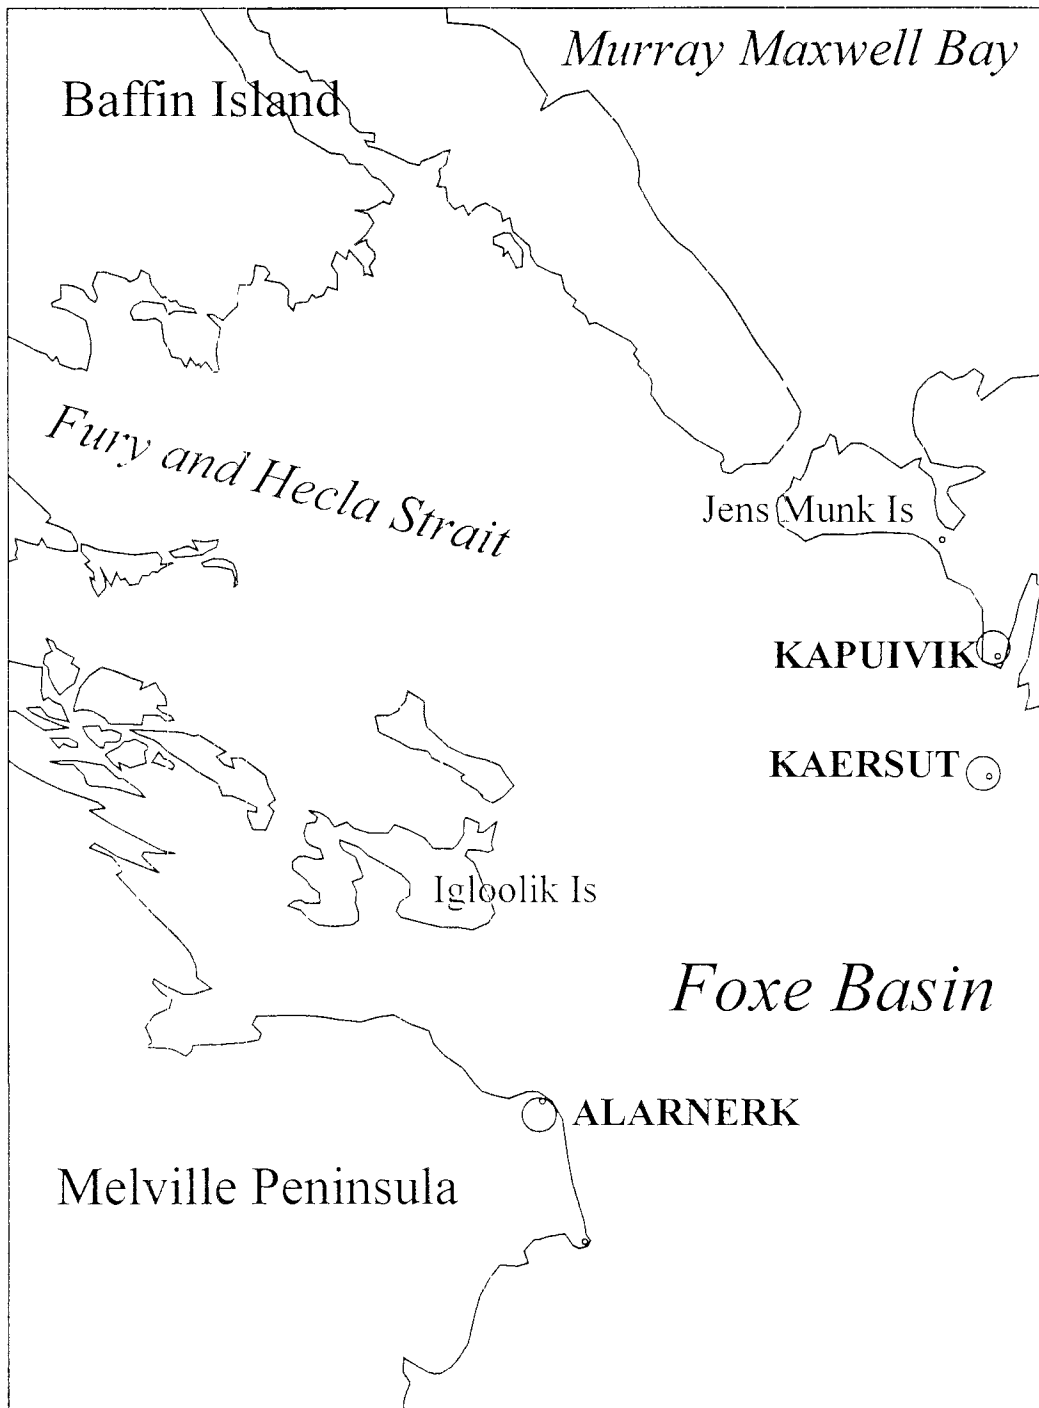 Murray Maxwell Bay
Baffin Island
Fury and Hecla Strait
Jens Munk Is
KAPUIVIK
KAERSUT
Igloolik Is
Foxe Basin
ALARNERK
Melville Peninsula